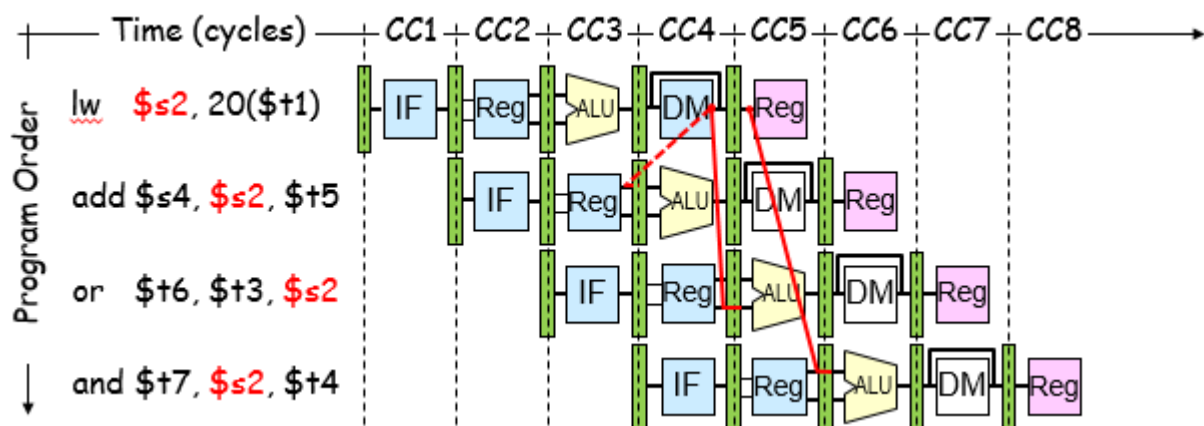 Time (cycles) CC1 CC2 CC3 CC4 CC5 CC6 CC7 CC8
Program Order
lw $s2, 20($t1) IF Reg ALU DM Reg
add $s4, $s2, $t5 IF Reg ALU DM Reg
or $t6, $t3, $s2 IF Reg ALU DM Reg
and $t7, $s2, $t4 IF Reg ALU DM Reg